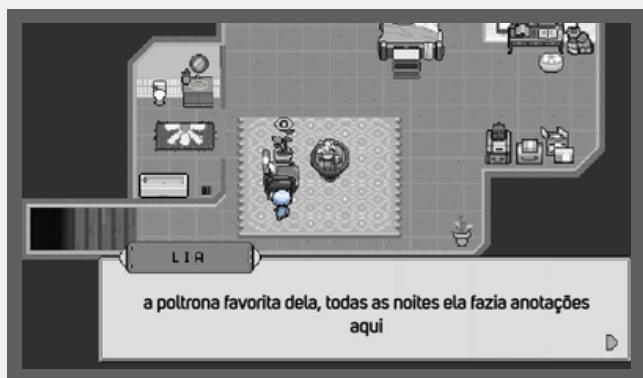 LIA
a poltrona favorita dela, todas as noites ela fazia anotações
aqui